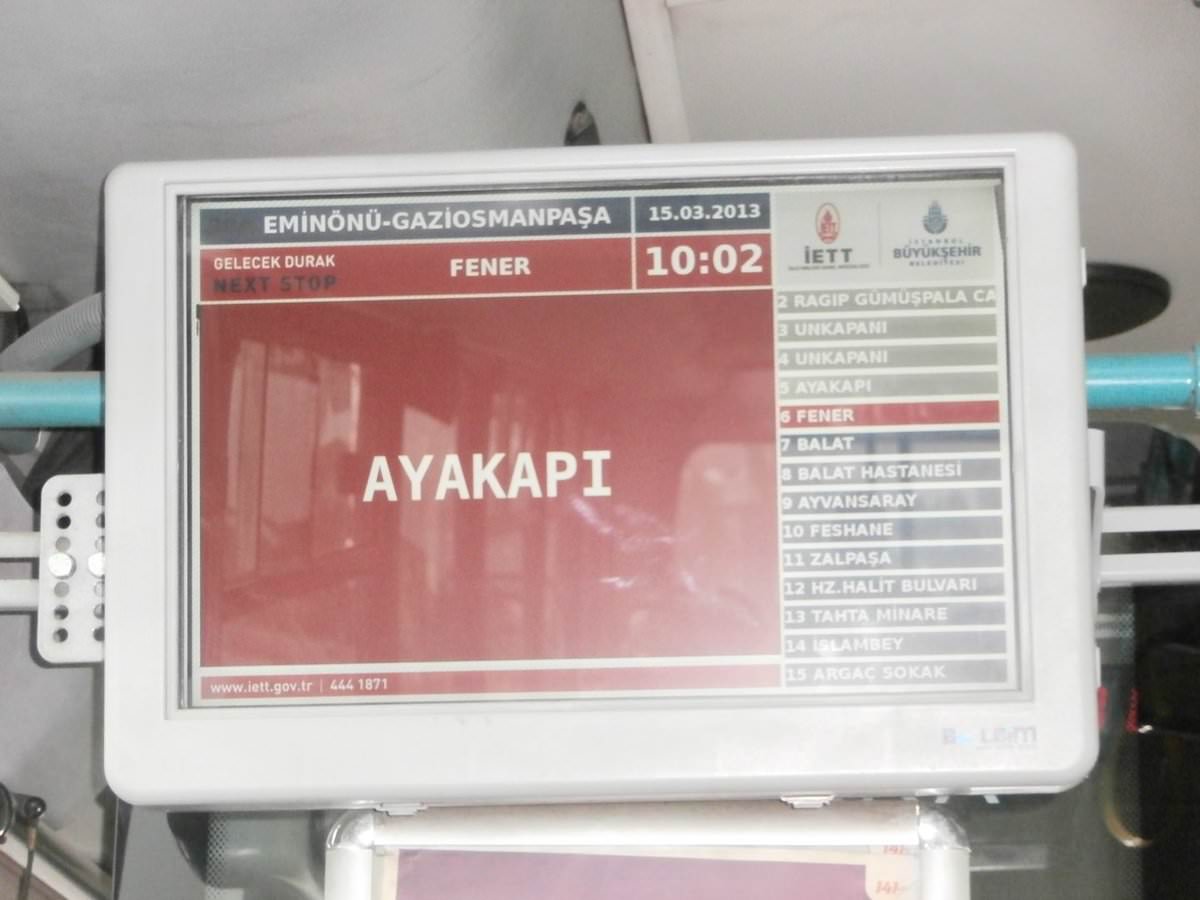 EMİNÖNÜ-GAZİOSMANPAŞA
15.03.2013
GELECEK DURAK
NEXT STOP
FENER
10:02
İETT
İSTANBUL
BÜYÜKŞEHİR
BELEDİYESİ
2 RAGIP GÜMÜŞPALA CA
3 UNKAPANI
4 UNKAPANI
5 AYAKAPI
6 FENER
7 BALAT
8 BALAT HASTANESİ
9 AYVANSARAY
10 FESHANE
11 ZALPAŞA
12 HZ.HALİT BULVARI
13 TAHTA MİNARE
14 İSLAMBEY
15 ARGAÇ SOKAK
AYAKAPI
www.iett.gov.tr | 444 1871